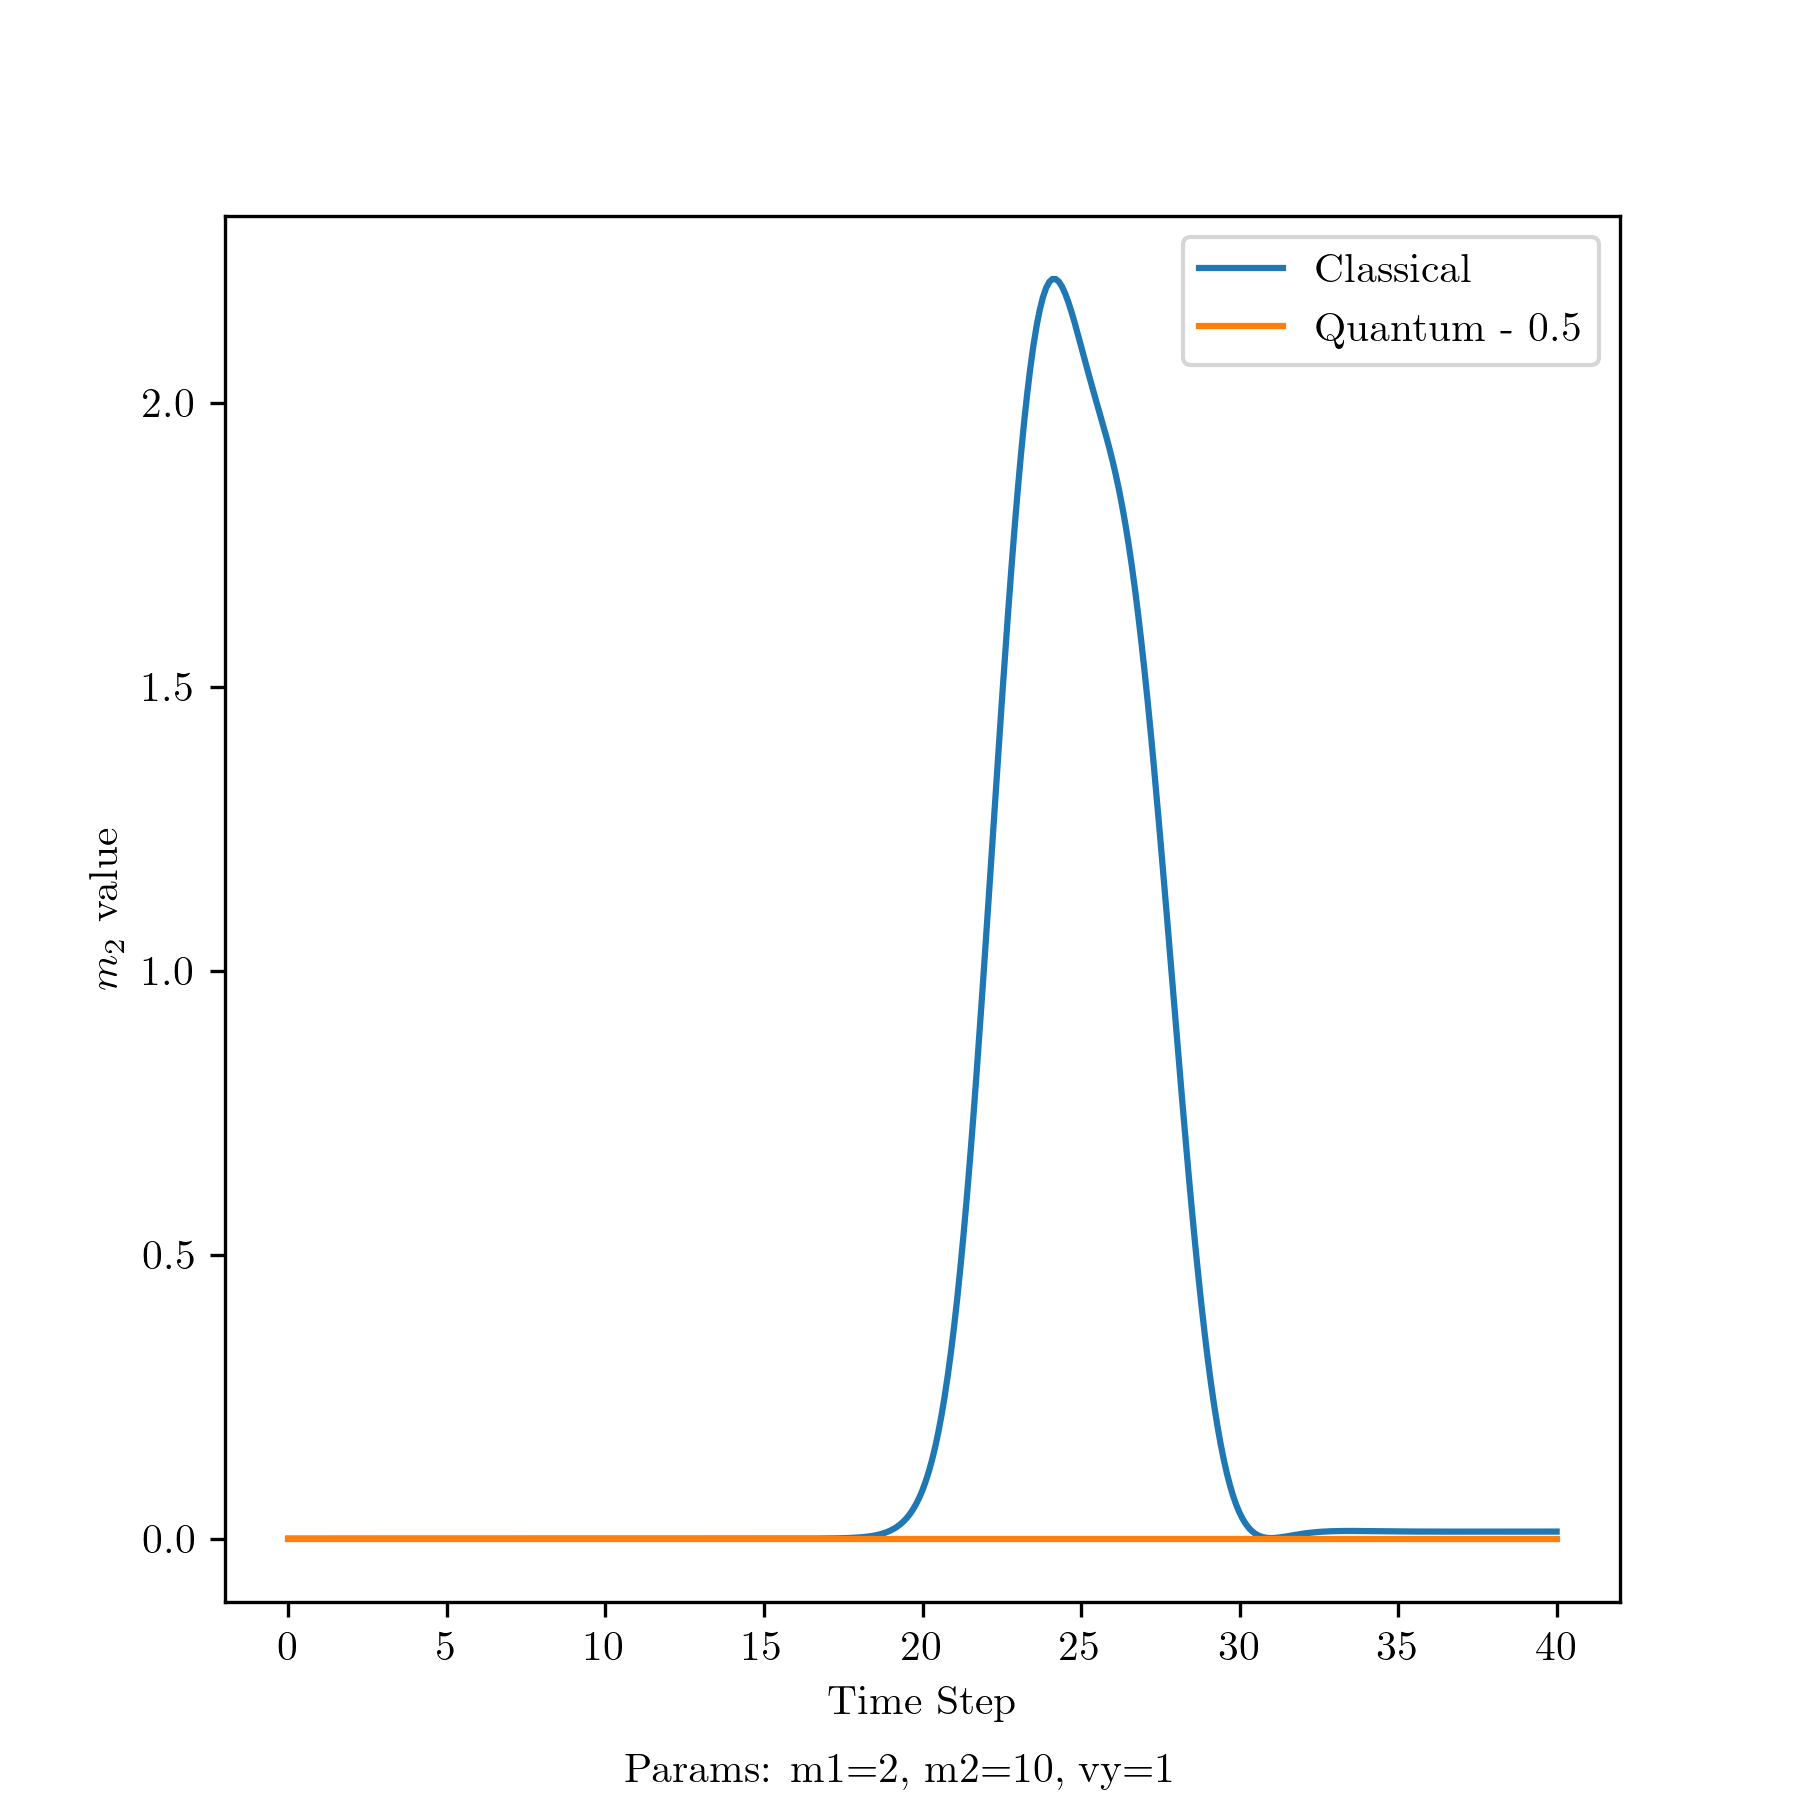 Classical
Quantum - 0.5
2.0
1.5
1.0
0.5
0.0
m₂ value
0 5 10 15 20 25 30 35 40
Time Step
Params: m1=2, m2=10, vy=1